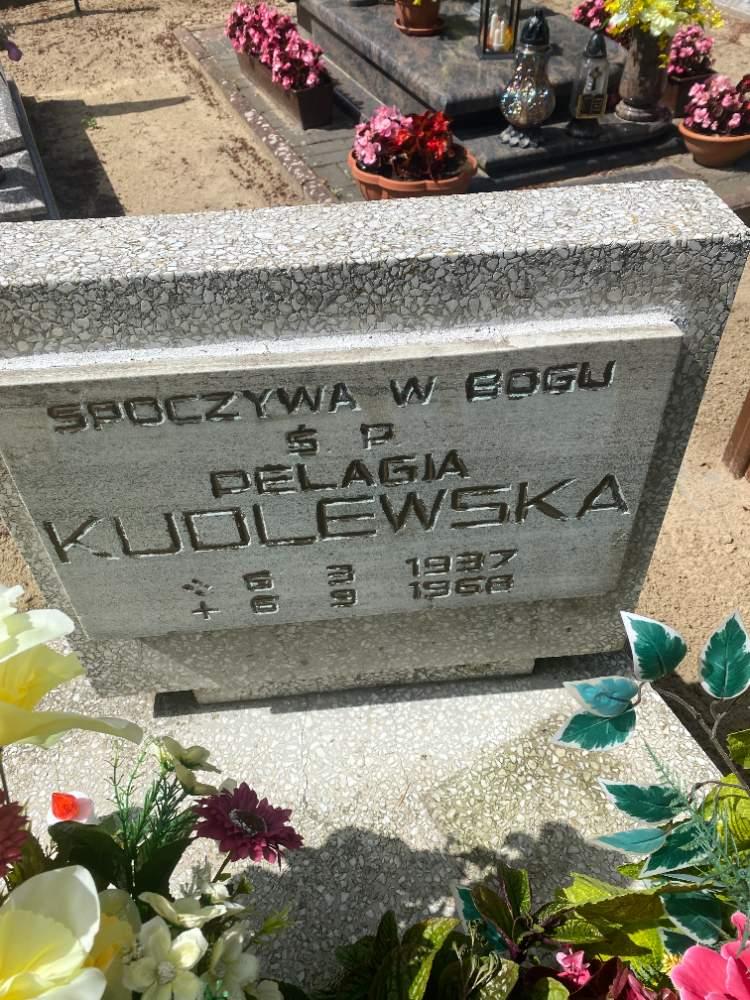 SPOCZYWA W BOGU
Ś. P.
PELAGIA
KUDLEWSKA
6 3 1937
+ 6 9 1968